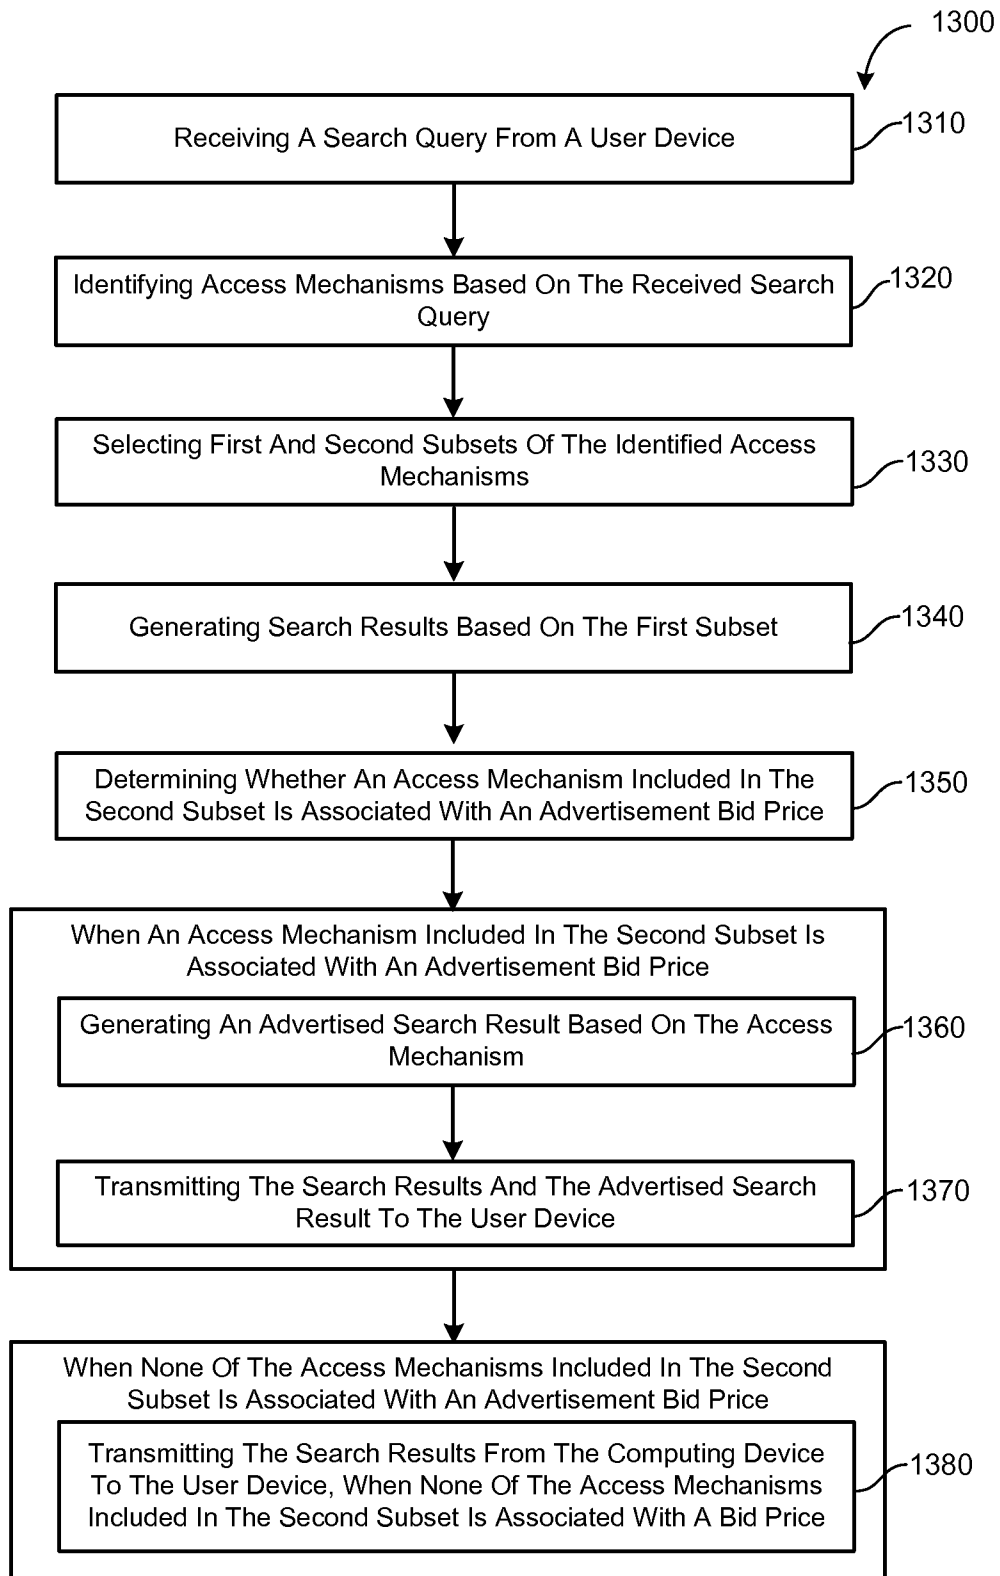 1300
Receiving A Search Query From A User Device
1310
Identifying Access Mechanisms Based On The Received Search
Query
1320
Selecting First And Second Subsets Of The Identified Access
Mechanisms
1330
Generating Search Results Based On The First Subset
1340
Determining Whether An Access Mechanism Included In The
Second Subset Is Associated With An Advertisement Bid Price
1350
When An Access Mechanism Included In The Second Subset Is
Associated With An Advertisement Bid Price
Generating An Advertised Search Result Based On The Access
Mechanism
1360
Transmitting The Search Results And The Advertised Search
Result To The User Device
1370
When None Of The Access Mechanisms Included In The Second
Subset Is Associated With An Advertisement Bid Price
Transmitting The Search Results From The Computing Device
To The User Device, When None Of The Access Mechanisms
Included In The Second Subset Is Associated With A Bid Price
1380